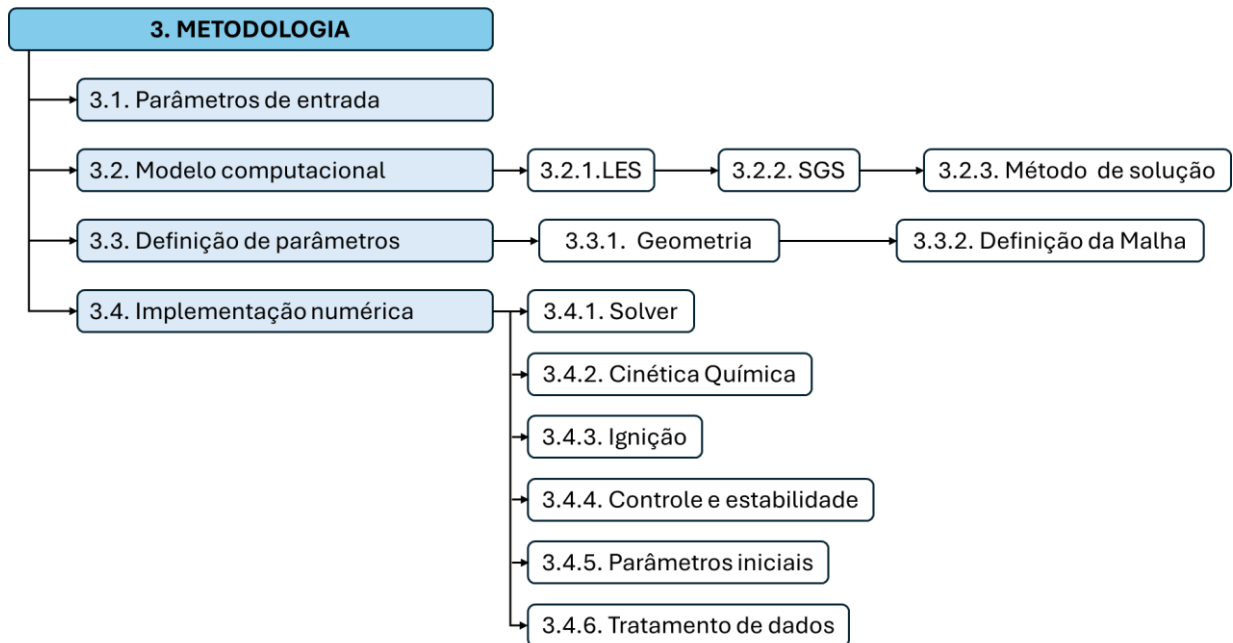 3. METODOLOGIA
3.1. Parâmetros de entrada
3.2. Modelo computacional
3.2.1.LES
3.2.2. SGS
3.2.3. Método  de solução
3.3. Definição de parâmetros
3.3.1.  Geometria
3.3.2. Definição da Malha
3.4. Implementação numérica
3.4.1. Solver
3.4.2. Cinética Química
3.4.3. Ignição
3.4.4. Controle e estabilidade
3.4.5. Parâmetros iniciais
3.4.6. Tratamento de dados